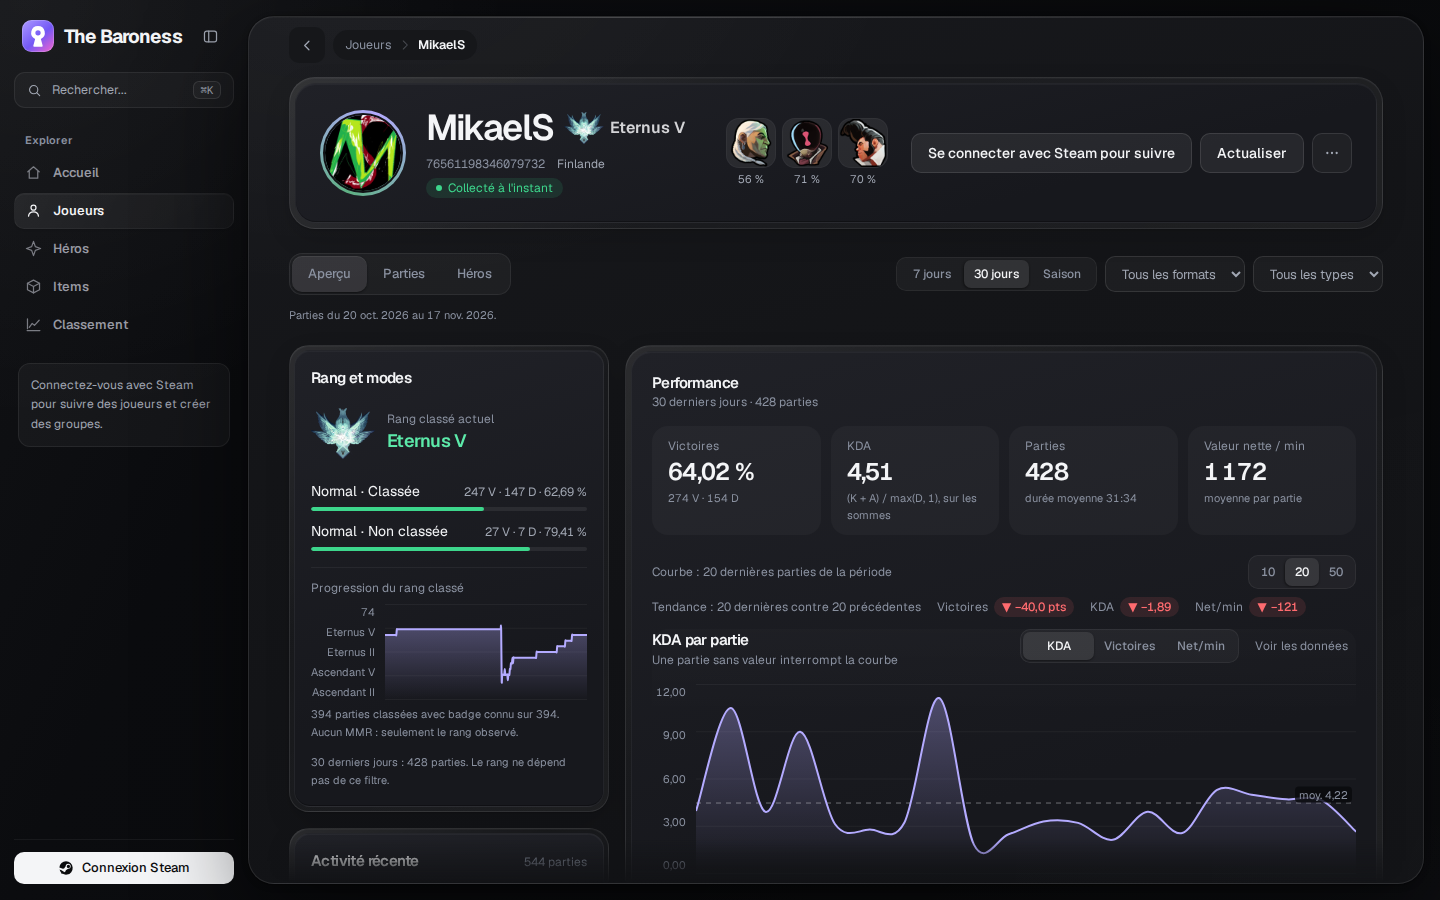 The Baroness
Rechercher...
⌘K
Explorer
Accueil
Joueurs
Héros
Items
Classement
Connectez-vous avec Steam
pour suivre des joueurs et créer
des groupes.
Connexion Steam
Joueurs
MikaelS
MikaelS
Eternus V
76561198346079732 Finlande
Collecté à l'instant
56 %
71 %
70 %
Se connecter avec Steam pour suivre
Actualiser
...
Aperçu
Parties
Héros
7 jours
30 jours
Saison
Tous les formats
Tous les types
Parties du 20 oct. 2026 au 17 nov. 2026.
Rang et modes
Rang classé actuel
Eternus V
Normal · Classée 247 V · 147 D · 62,69 %
Normal · Non classée 27 V · 7 D · 79,41 %
Progression du rang classé
74
Eternus V
Eternus II
Ascendant V
Ascendant II
394 parties classées avec badge connu sur 394.
Aucun MMR : seulement le rang observé.
30 derniers jours : 428 parties. Le rang ne dépend
pas de ce filtre.
Activité récente 544 parties
Performance
30 derniers jours · 428 parties
Victoires
64,02 %
274 V · 154 D
KDA
4,51
(K + A) / max(D, 1), sur les
sommes
Parties
428
durée moyenne 31:34
Valeur nette / min
1 172
moyenne par partie
Courbe : 20 dernières parties de la période
10 20 50
Tendance : 20 dernières contre 20 précédentes Victoires ▼ −40,0 pts KDA ▼ −1,89 Net/min ▼ −121
KDA par partie
Une partie sans valeur interrompt la courbe
KDA Victoires Net/min Voir les données
12,00
9,00
6,00
moy. 4,22
3,00
0,00